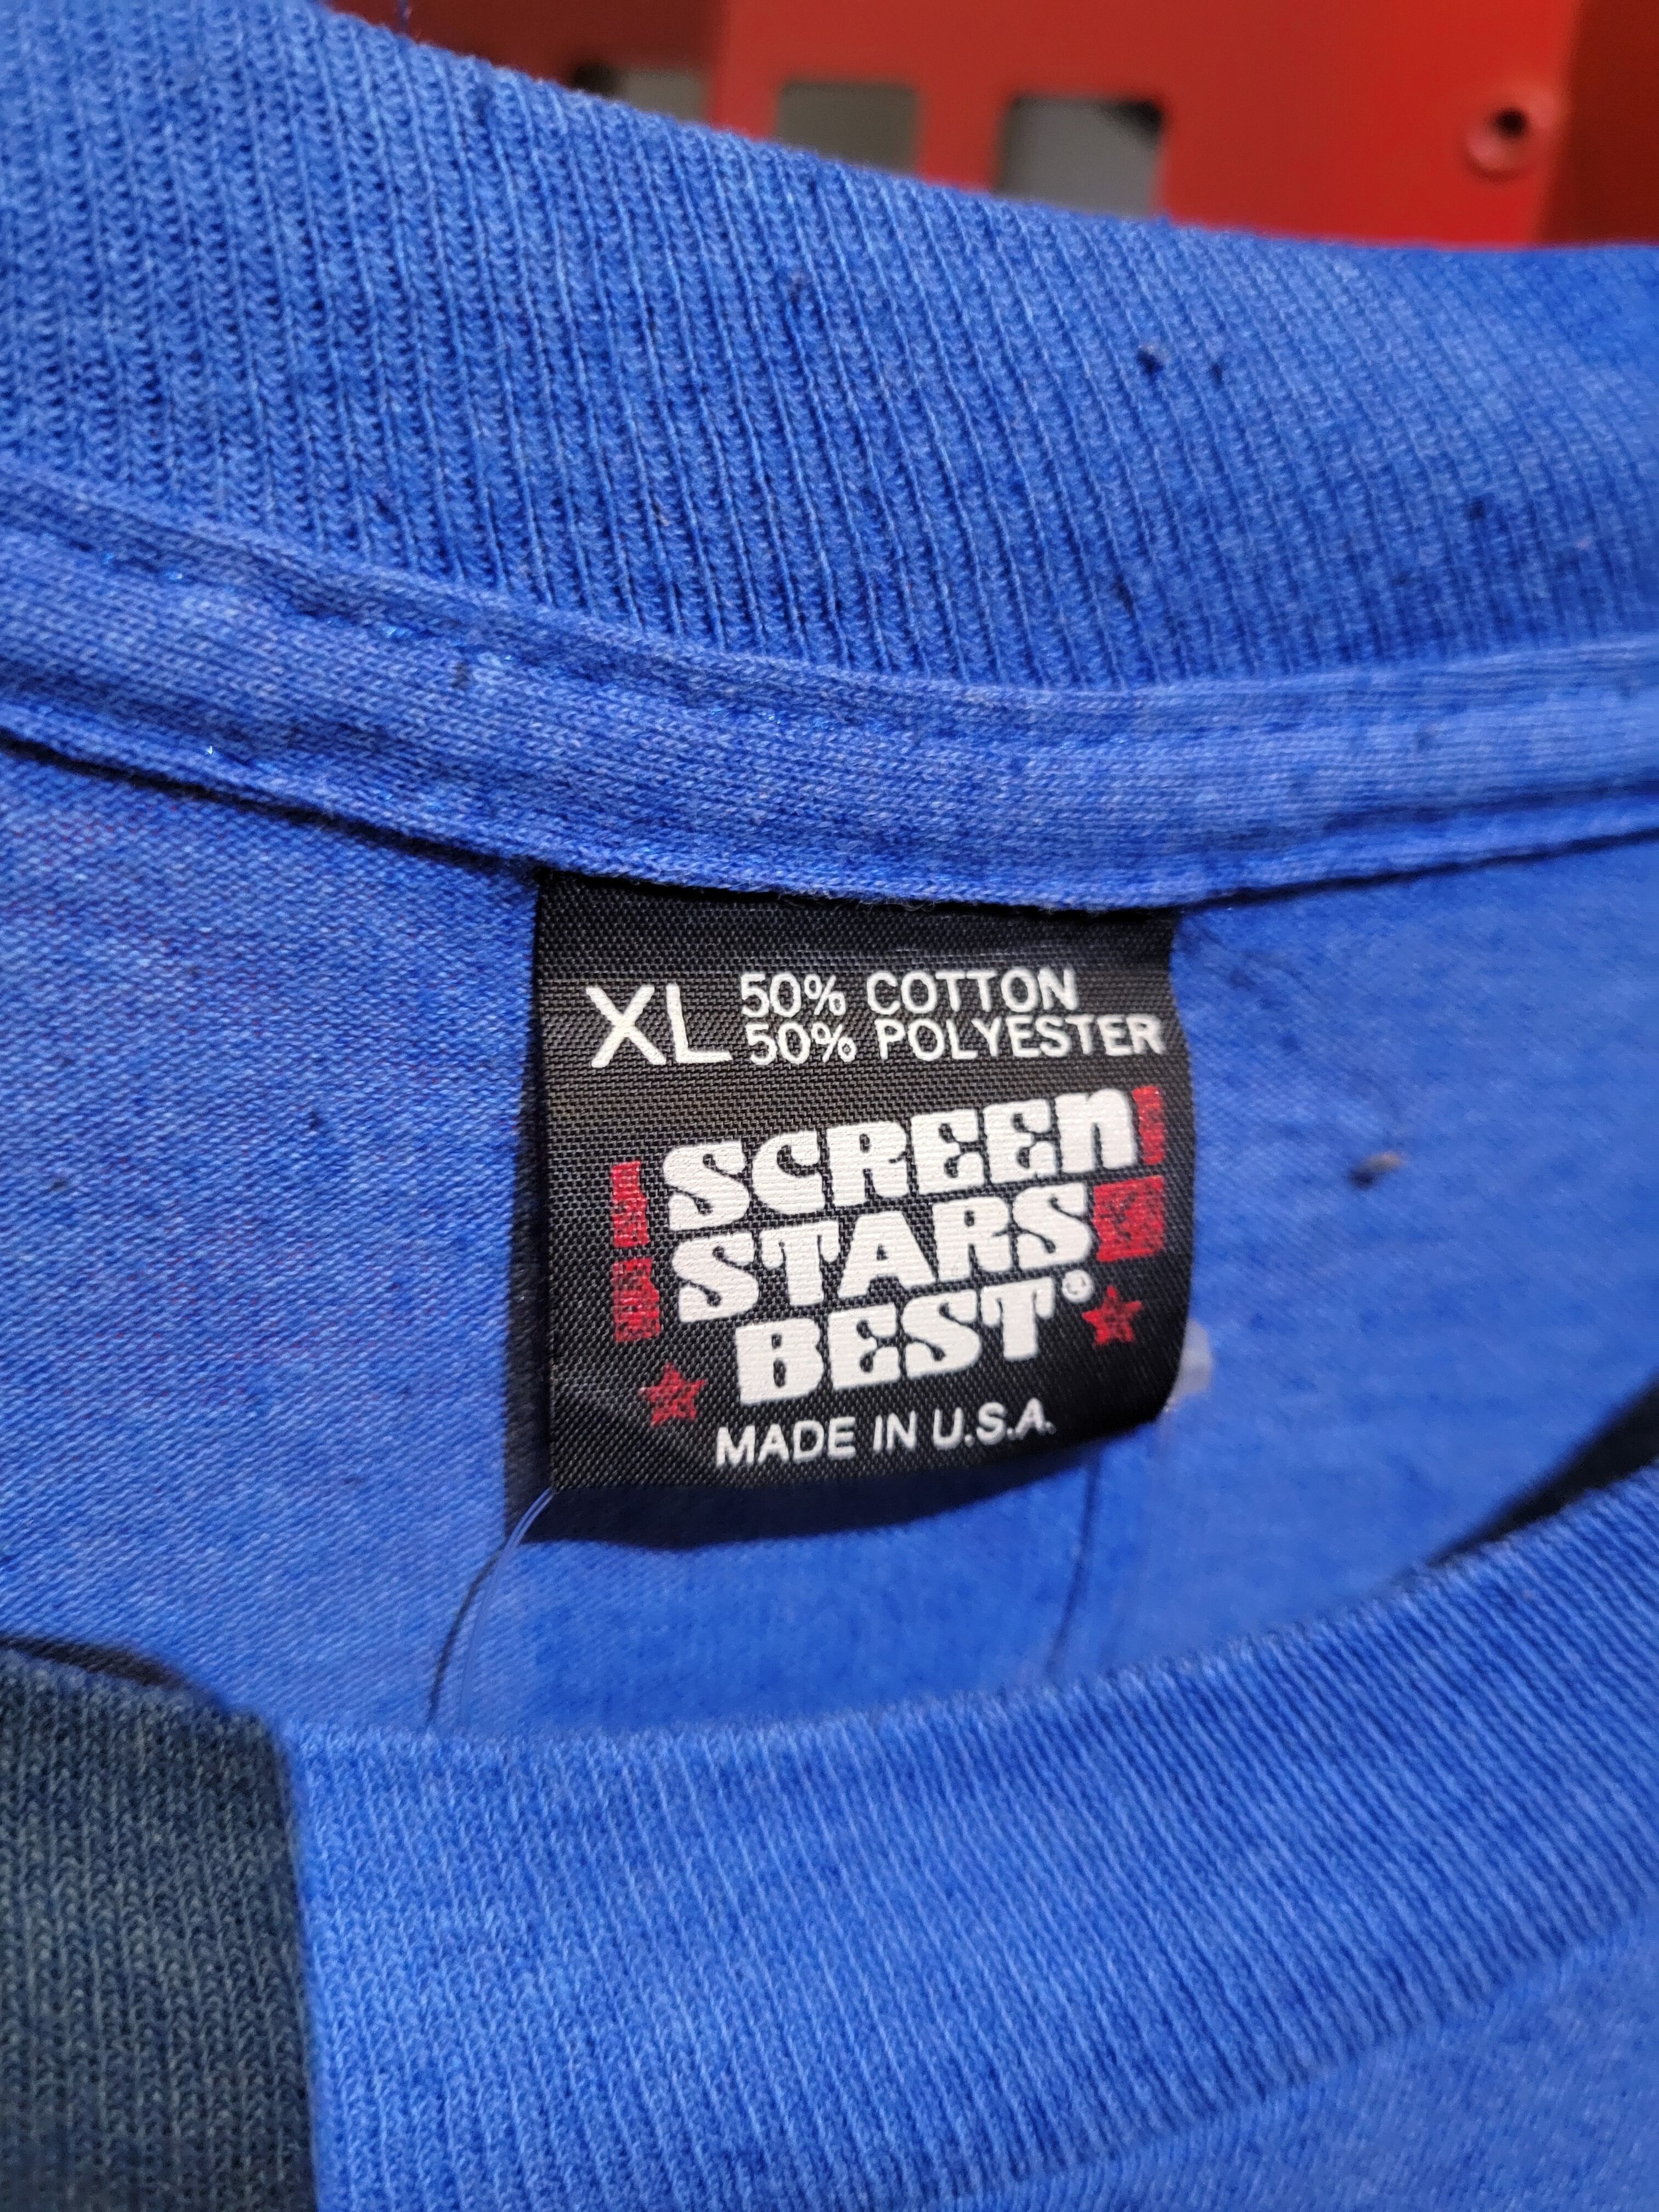 XL 50% COTTON
50% POLYESTER
SCREEN
STARS
BEST®
MADE IN U.S.A.